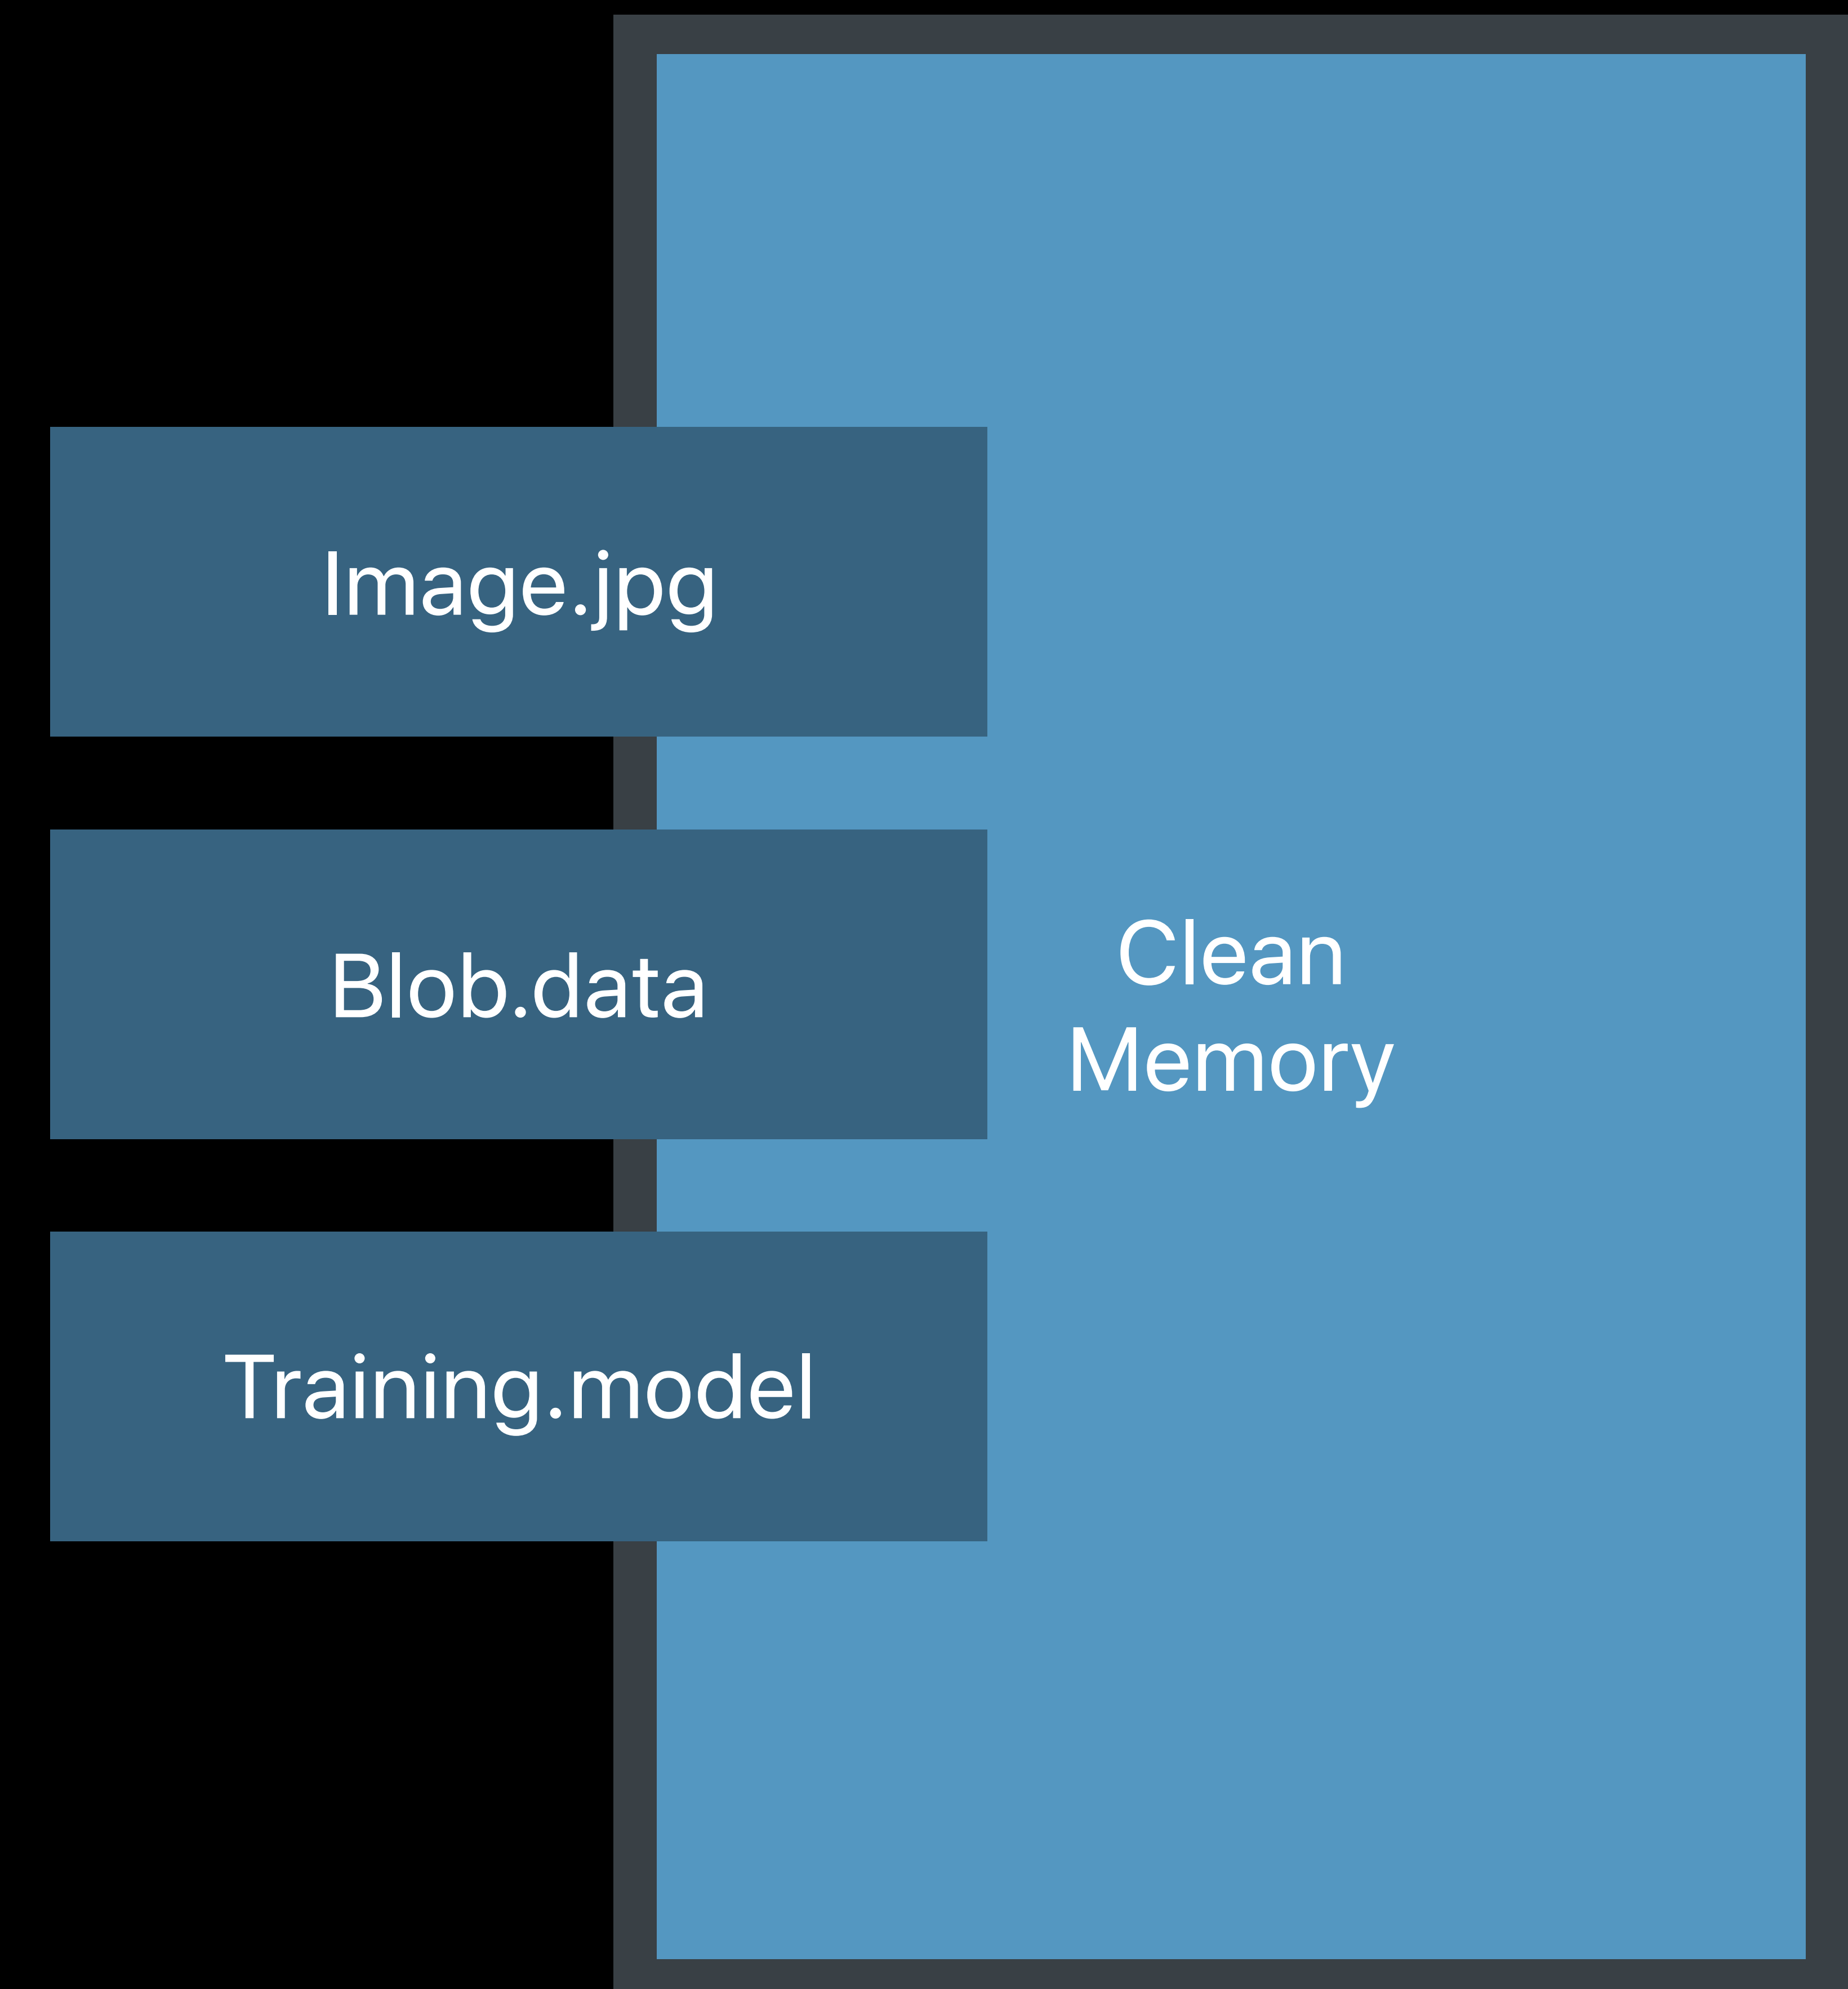 Image.jpg
Blob.data
Clean
Memory
Training.model